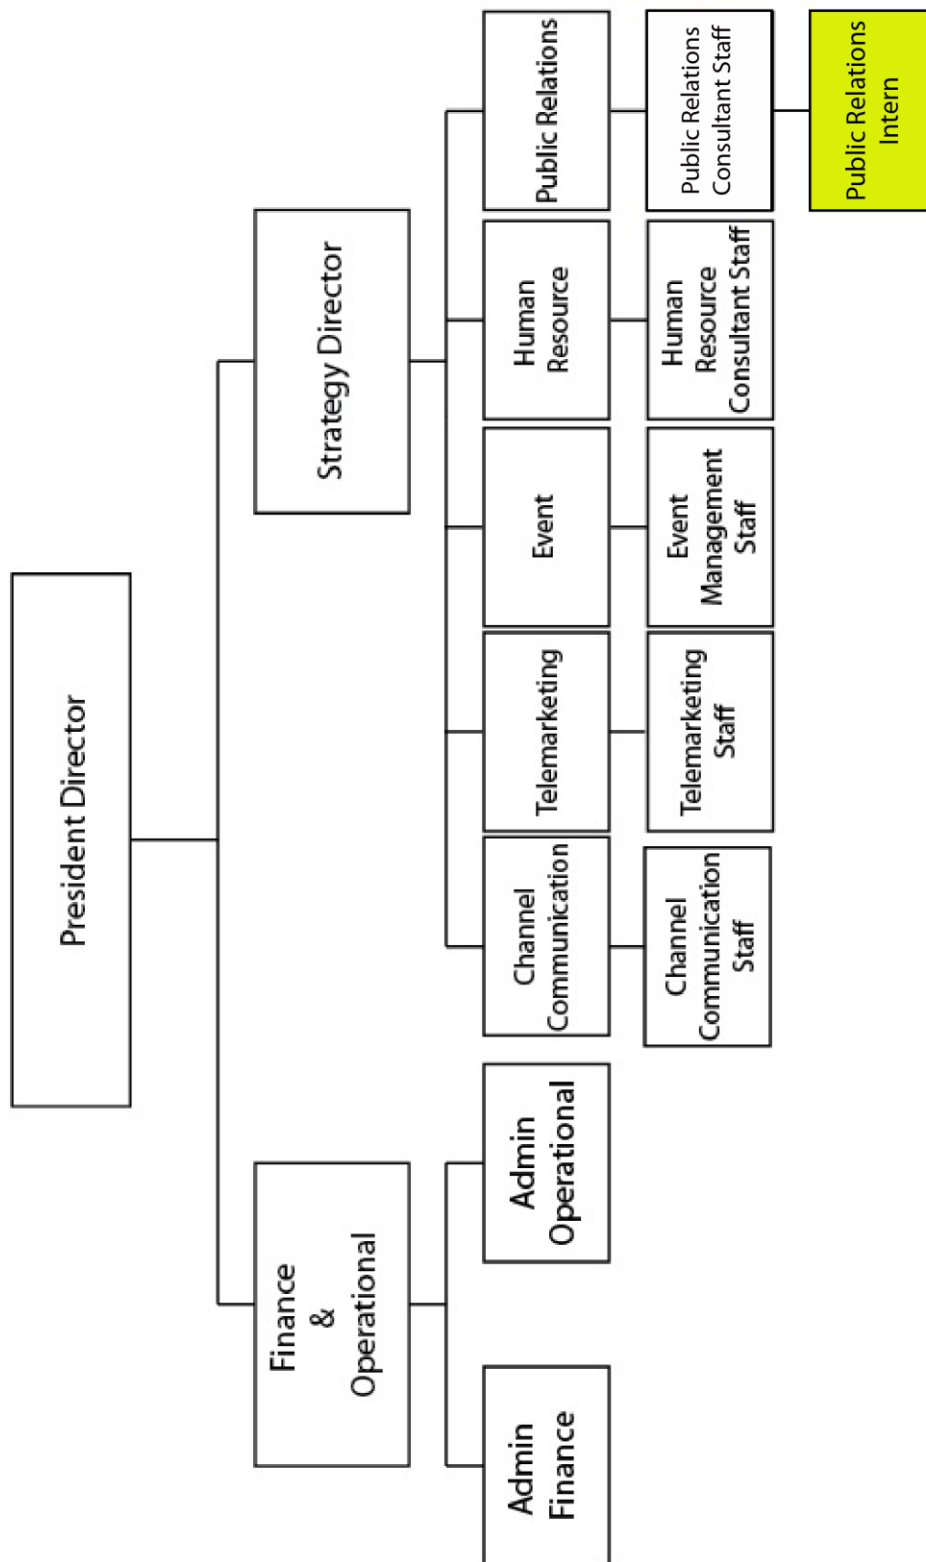 President Director
Finance
&
Operational
Strategy Director
Admin
Finance
Admin
Operational
Channel
Communication
Telemarketing
Event
Human
Resource
Public Relations
Channel
Communication
Staff
Telemarketing
Staff
Event
Management
Staff
Human
Resource
Consultant Staff
Public Relations
Consultant Staff
Public Relations
Intern